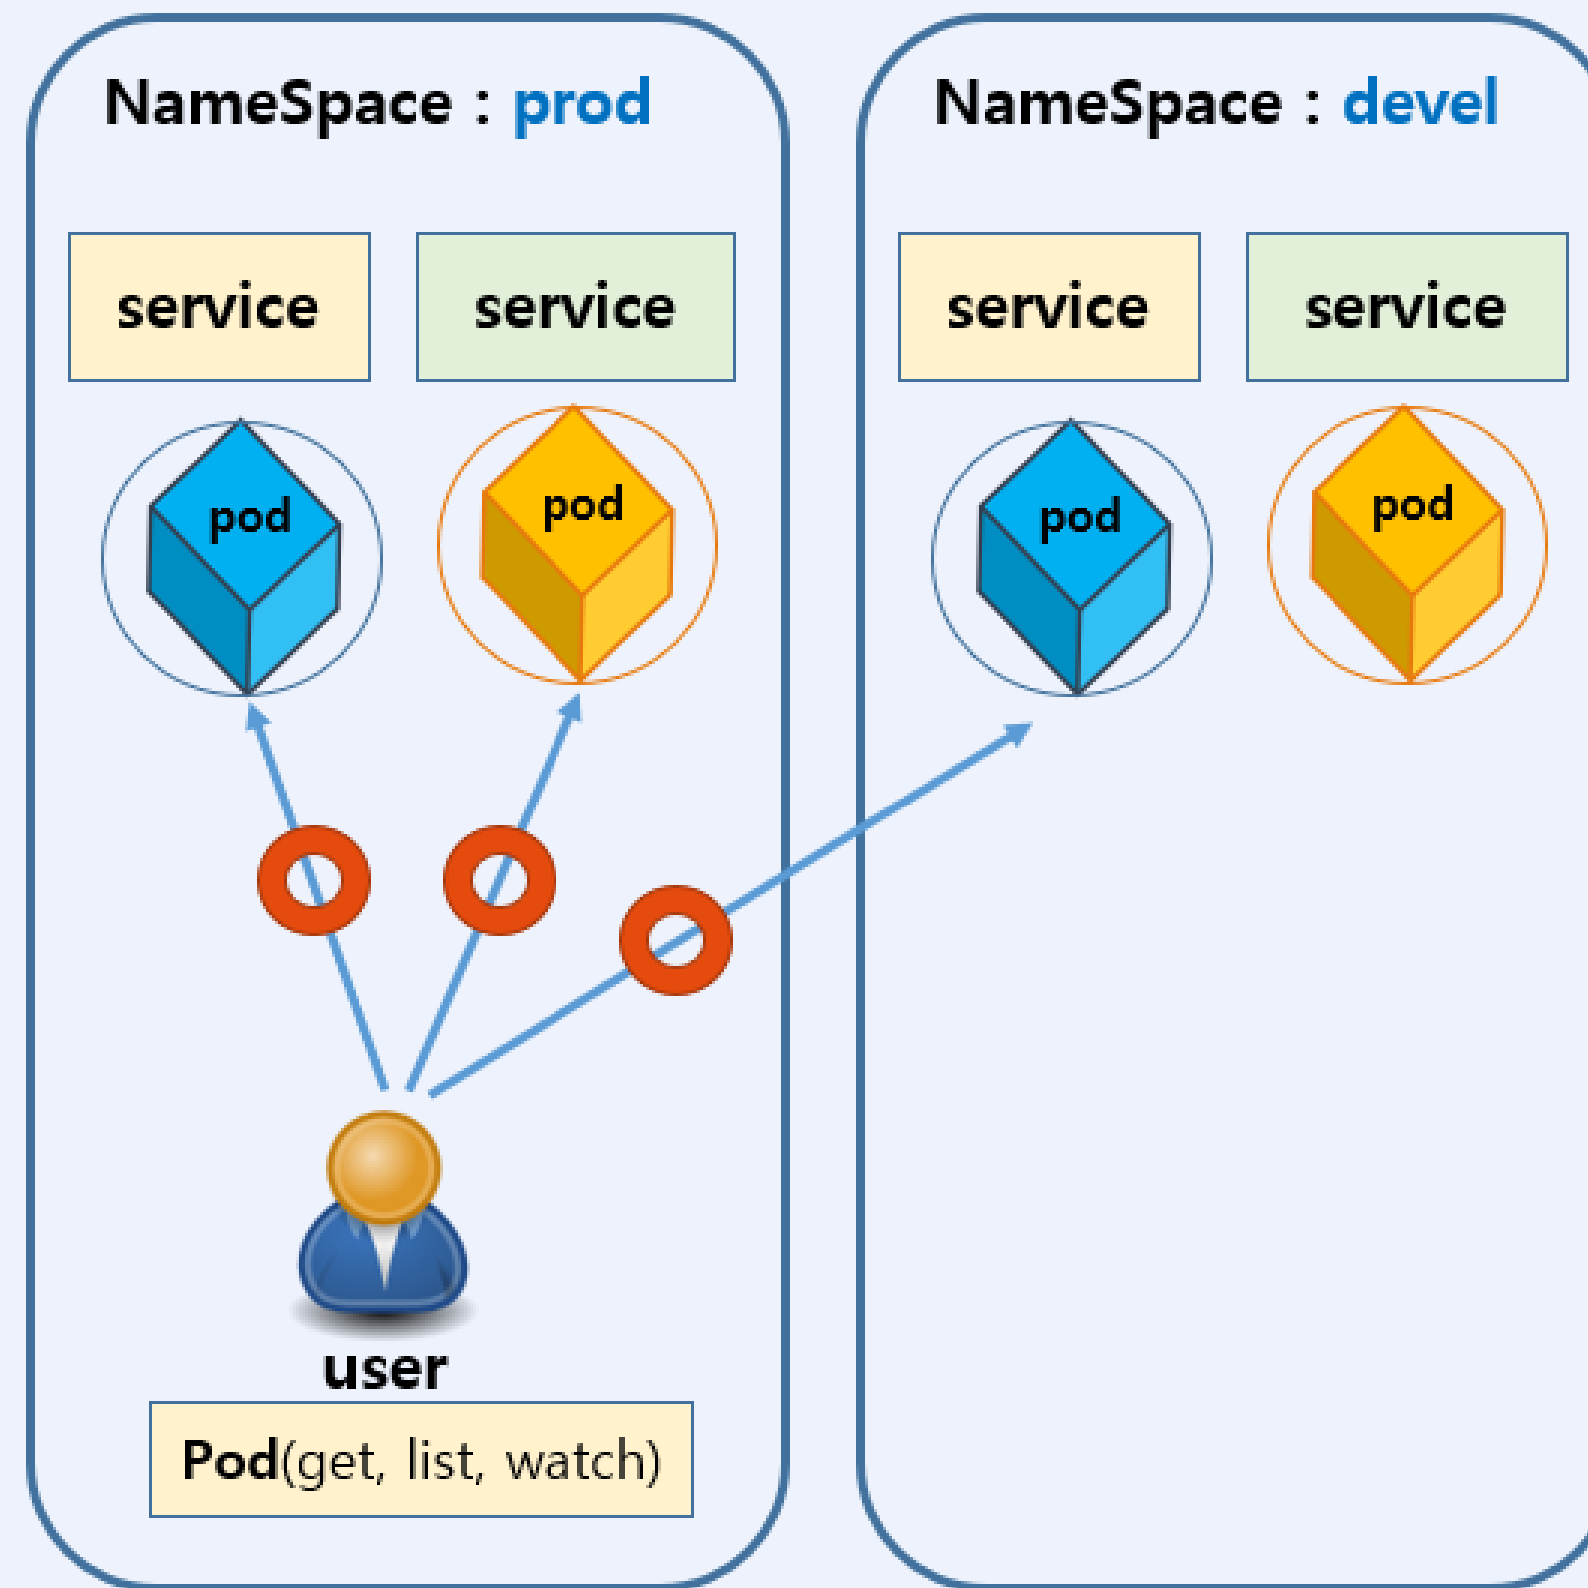 NameSpace : prod
service
service
pod
pod
user
Pod(get, list, watch)
NameSpace : devel
service
service
pod
pod